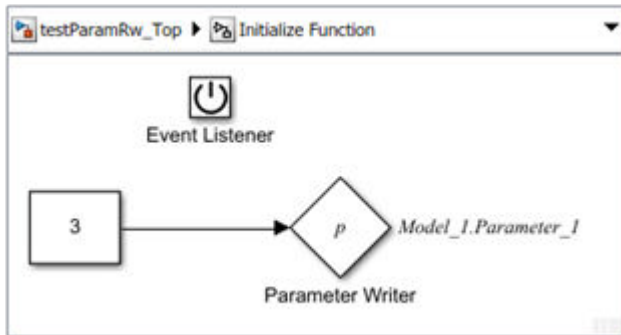 testParamRw_Top Initialize Function
Event Listener
3
p
Model_1.Parameter_1
Parameter Writer